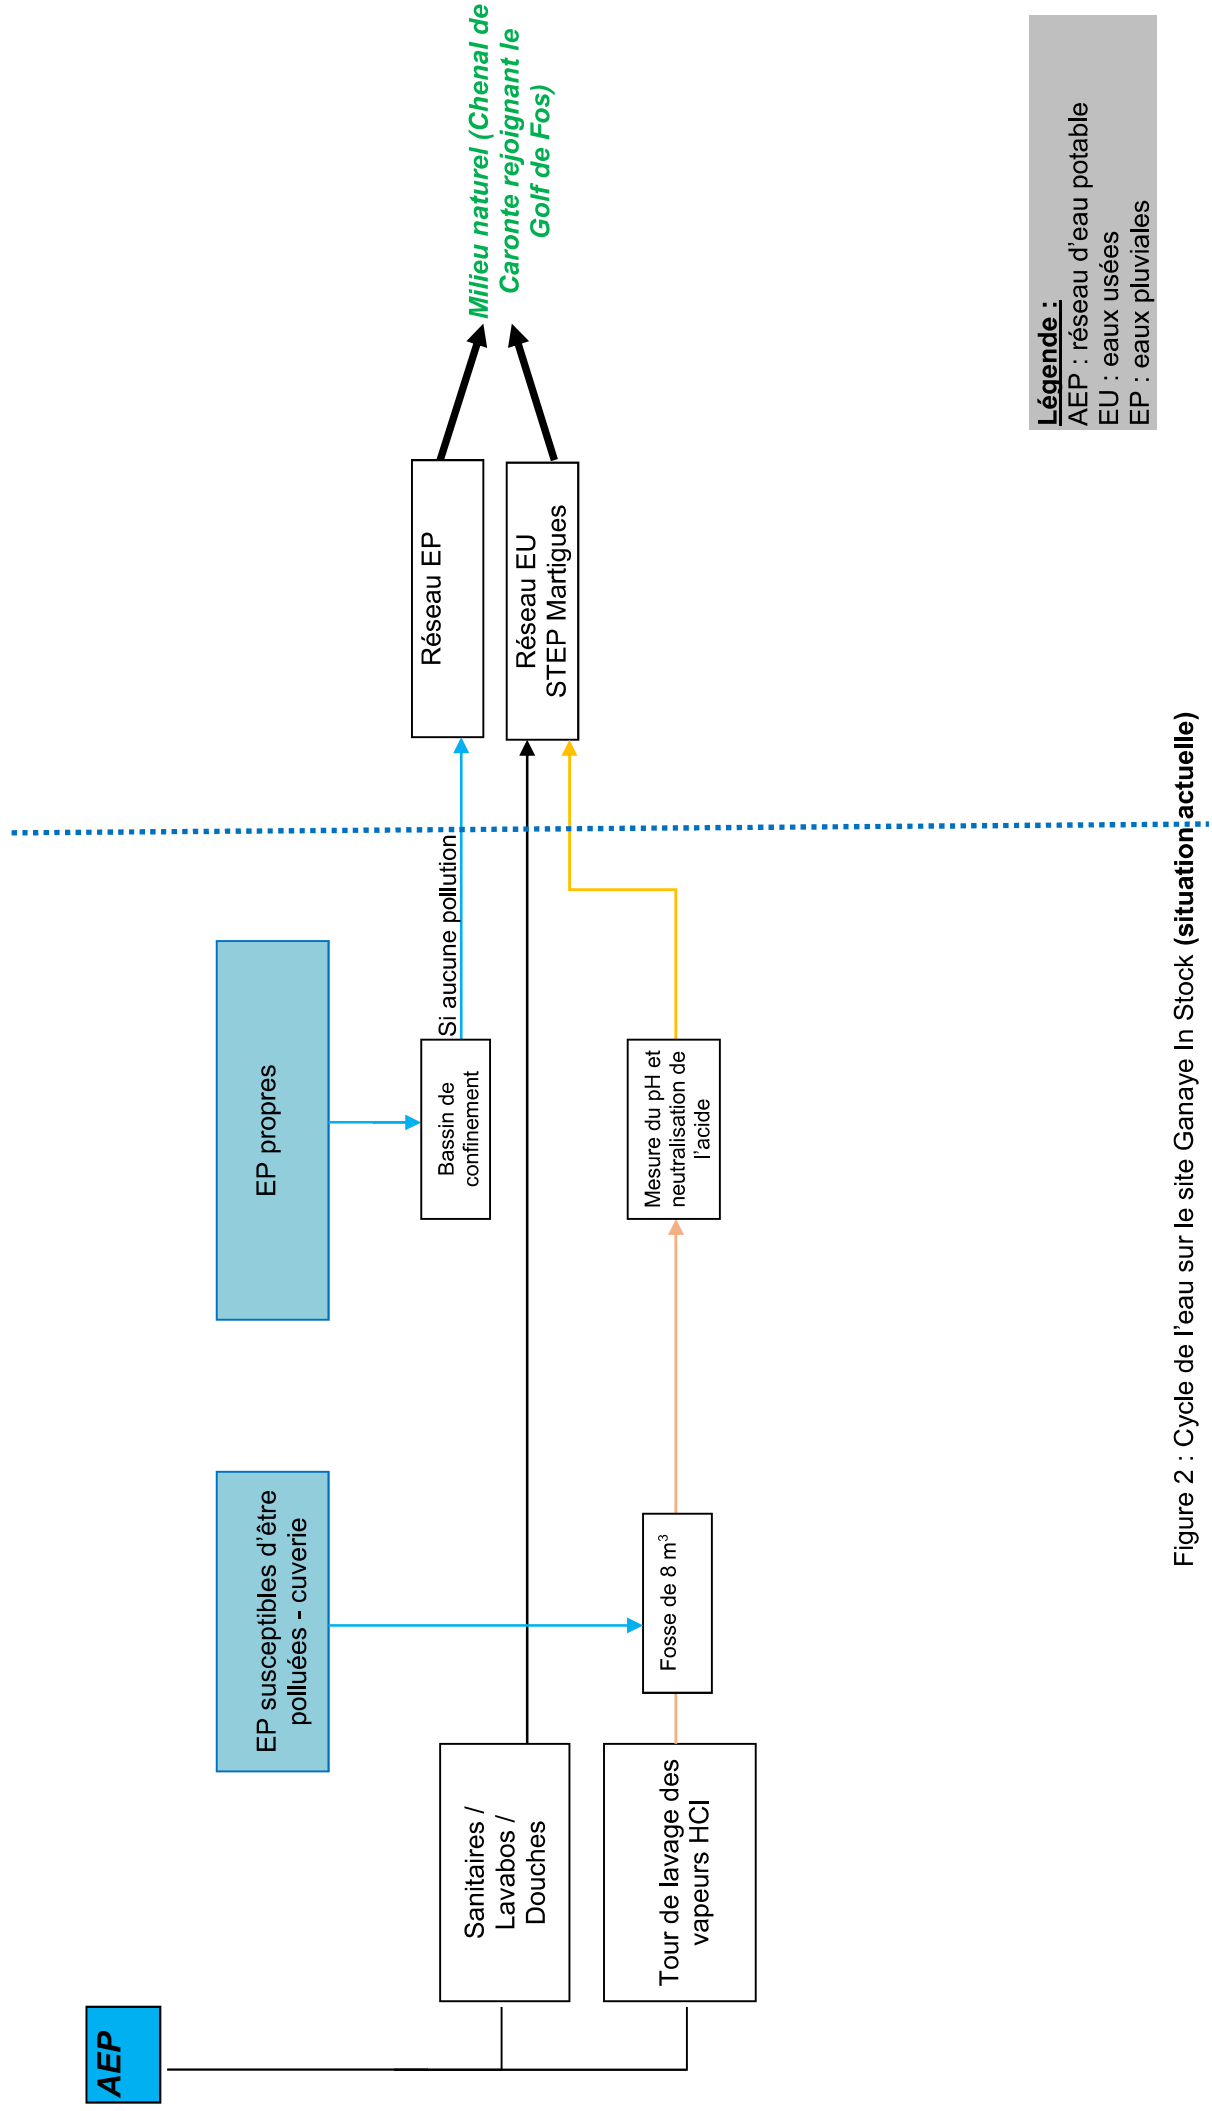 AEP
EP susceptibles d’être
polluées - cuverie
EP propres
Sanitaires /
Lavabos /
Douches
Bassin de
confinement
Si aucune pollution
Réseau EP
Milieu naturel (Chenal de
Caronte rejoignant le
Golf de Fos)
Réseau EU
STEP Martigues
Tour de lavage des
vapeurs HCl
Fosse de 8 m³
Mesure du pH et
neutralisation de
l’acide
Légende :
AEP : réseau d’eau potable
EU : eaux usées
EP : eaux pluviales
Figure 2 : Cycle de l’eau sur le site Ganaye In Stock (situation actuelle)